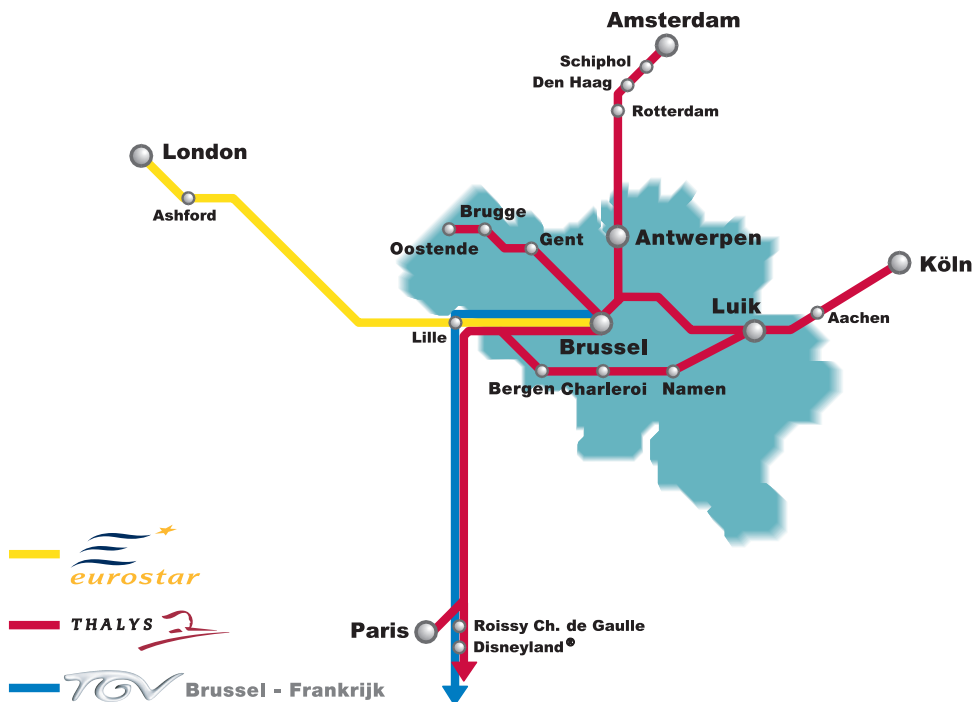 Amsterdam
Schiphol
Den Haag
Rotterdam
London
Ashford
Brugge
Oostende
Gent
Antwerpen
Köln
Luik
Aachen
Lille
Brussel
Bergen
Charleroi
Namen
eurostar
THALYS
Paris
Roissy Ch. de Gaulle
Disneyland®
TGV Brussel - Frankrijk